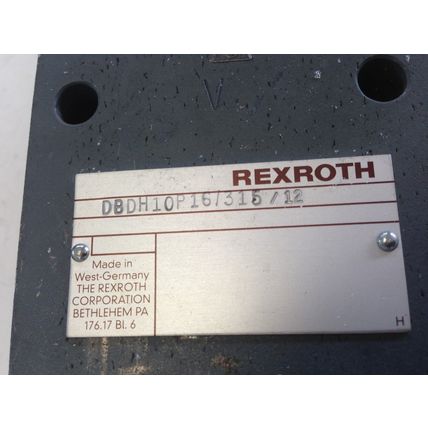 V
REXROTH
DBDH10P16/315/12
Made in
West-Germany
THE REXROTH
CORPORATION
BETHLEHEM PA
176.17 Bl. 6
H